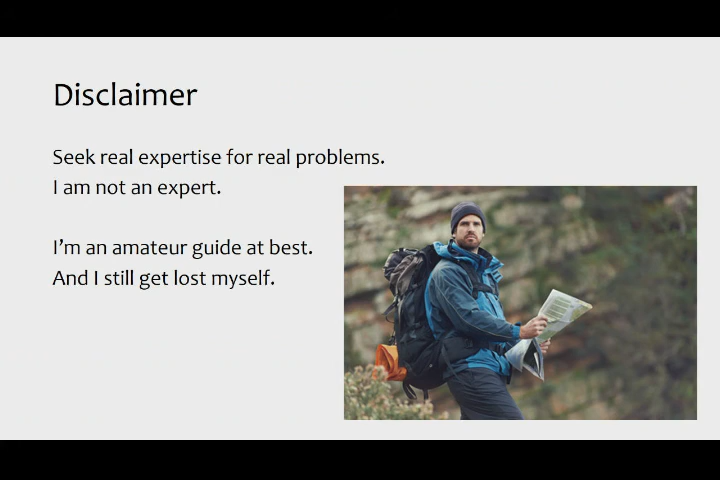 Disclaimer
Seek real expertise for real problems.
I am not an expert.
I’m an amateur guide at best.
And I still get lost myself.